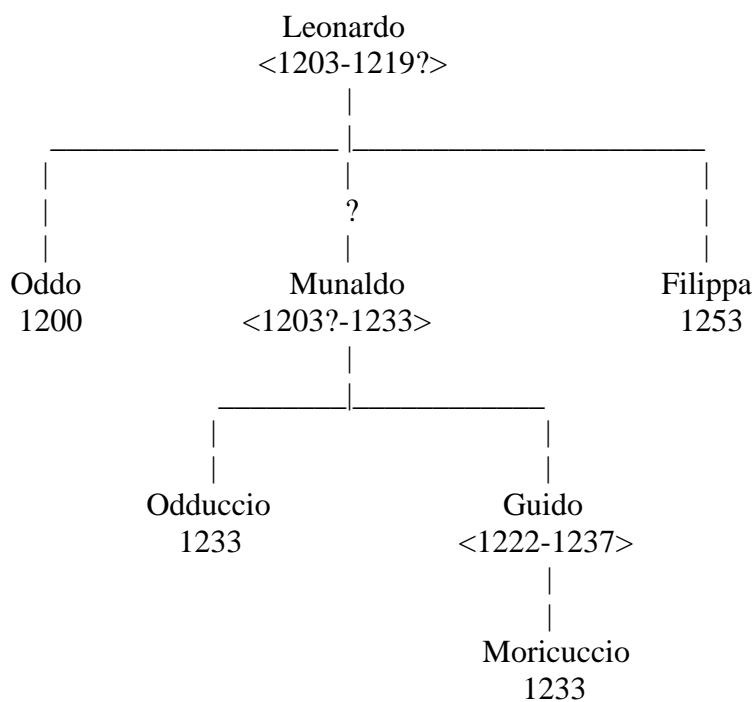 Leonardo
<1203-1219?>
?
Oddo Munaldo Filippa
1200 <1203?-1233> 1253
Odduccio Guido
1233 <1222-1237>
Moricuccio
1233